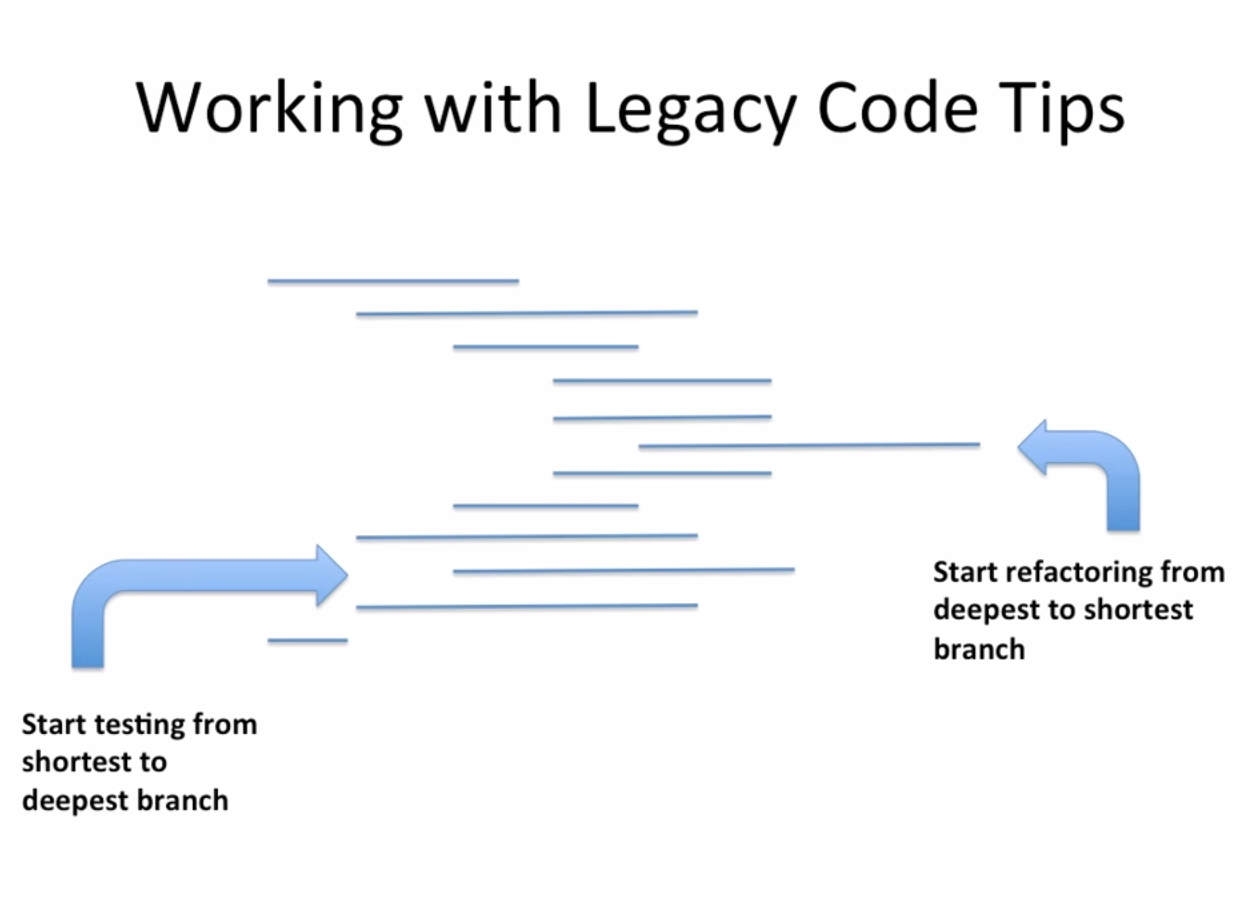 Working with Legacy Code Tips
Start refactoring from
deepest to shortest
branch
Start testing from
shortest to
deepest branch